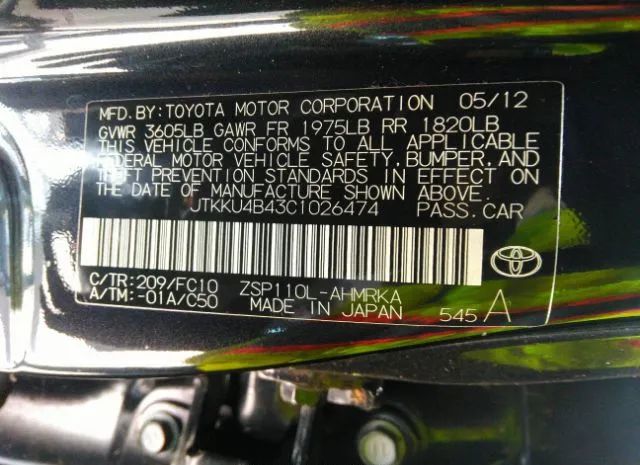 MFD.BY:TOYOTA MOTOR CORPORATION 05/12
GVWR 3605LB GAWR FR 1975LB RR 1820LB
THIS VEHICLE CONFORMS TO ALL APPLICABLE
FEDERAL MOTOR VEHICLE SAFETY,BUMPER,AND
THEFT PREVENTION STANDARDS IN EFFECT ON
THE DATE OF MANUFACTURE SHOWN ABOVE.
JTKKU4B43C1026474 PASS.CAR
C/TR:209/FC10 ZSP110L-AHMRKA
A/TM:-01A/C50 MADE IN JAPAN 545 A